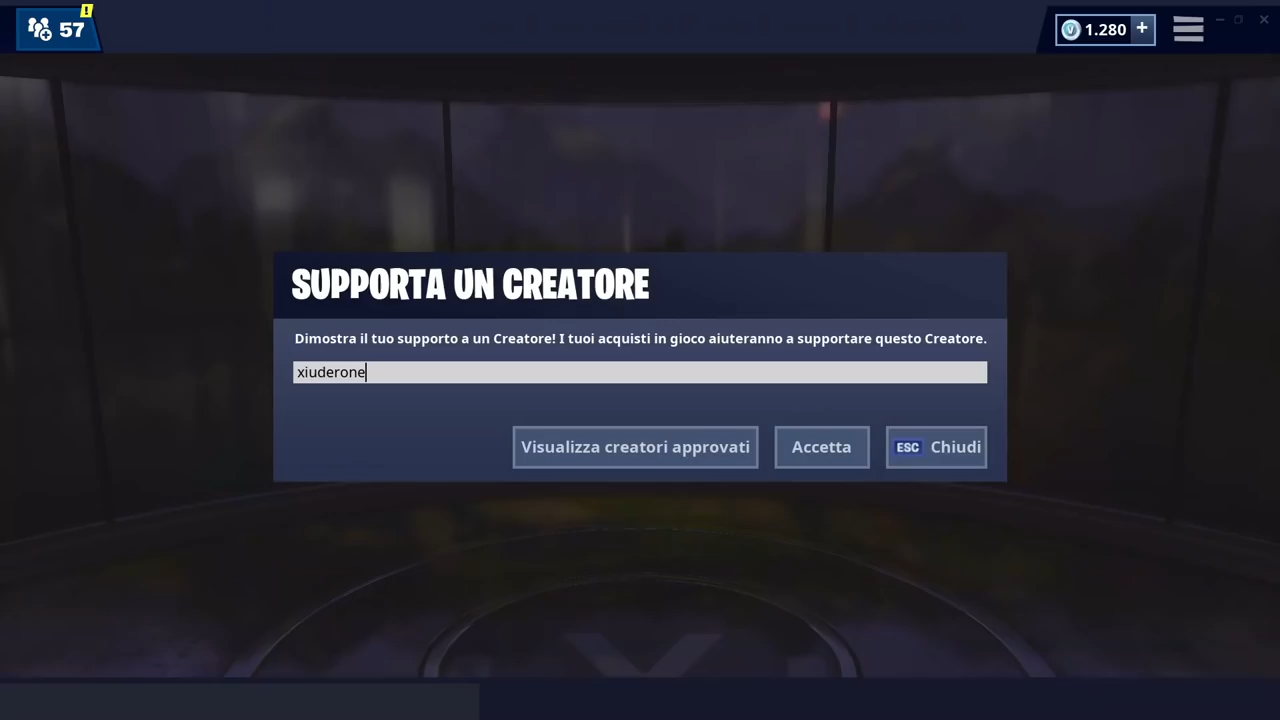 57
!
1.280 +
SUPPORTA UN CREATORE
Dimostra il tuo supporto a un Creatore! I tuoi acquisti in gioco aiuteranno a supportare questo Creatore.
xiuderone
Visualizza creatori approvati
Accetta
ESC Chiudi